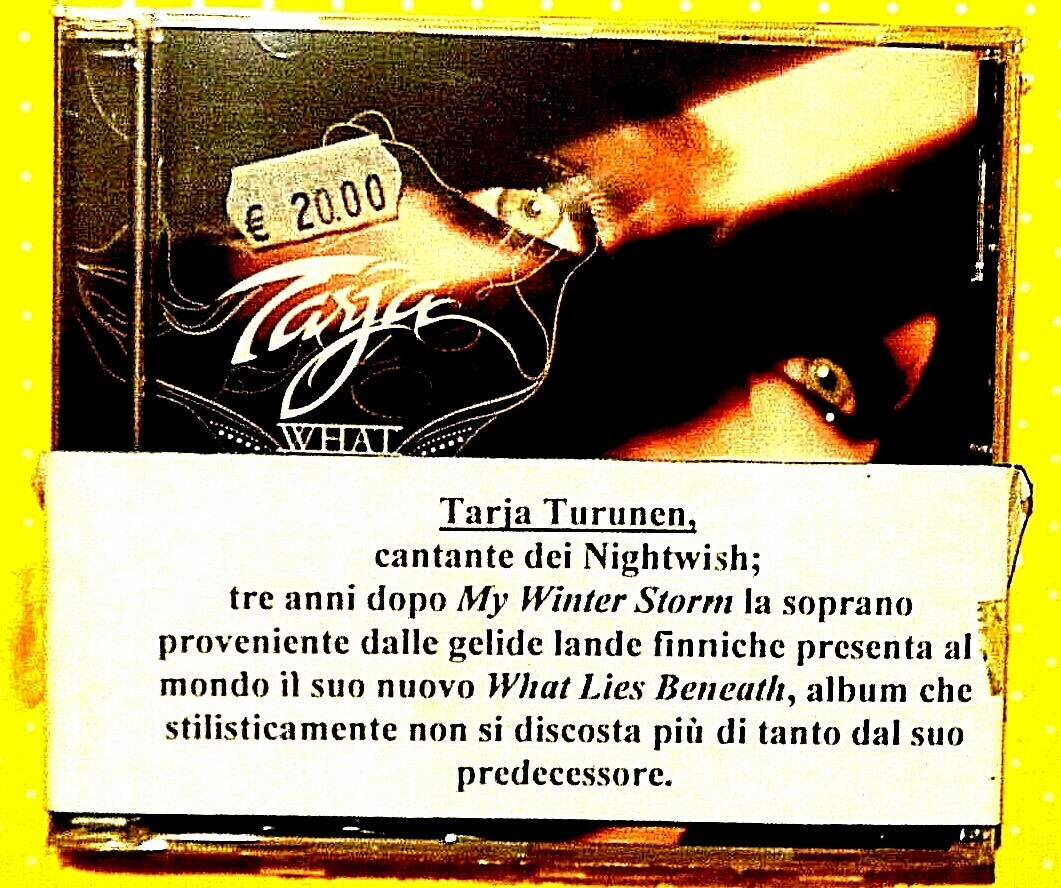 € 20.00
Tarja
WHAT
Tarja Turunen,
cantante dei Nightwish;
tre anni dopo My Winter Storm la soprano
proveniente dalle gelide lande finniche presenta al
mondo il suo nuovo What Lies Beneath, album che
stilisticamente non si discosta più di tanto dal suo
predecessore.